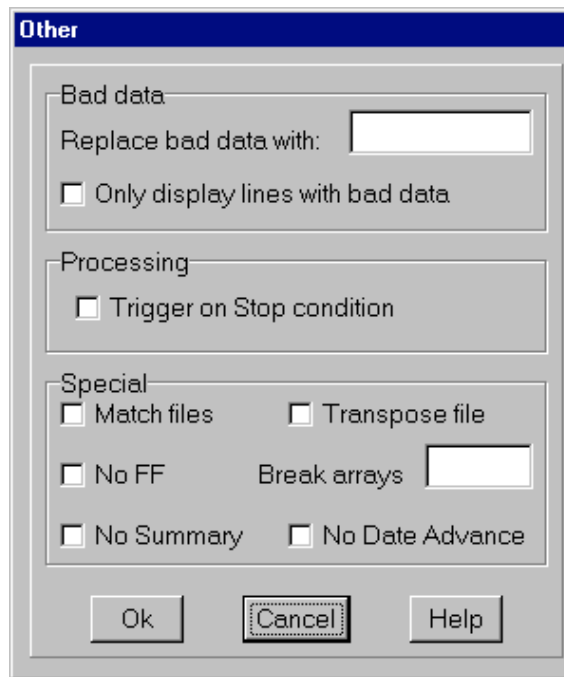 Other
Bad data
Replace bad data with:
Only display lines with bad data
Processing
Trigger on Stop condition
Special
Match files Transpose file
No FF Break arrays
No Summary No Date Advance
Ok Cancel Help